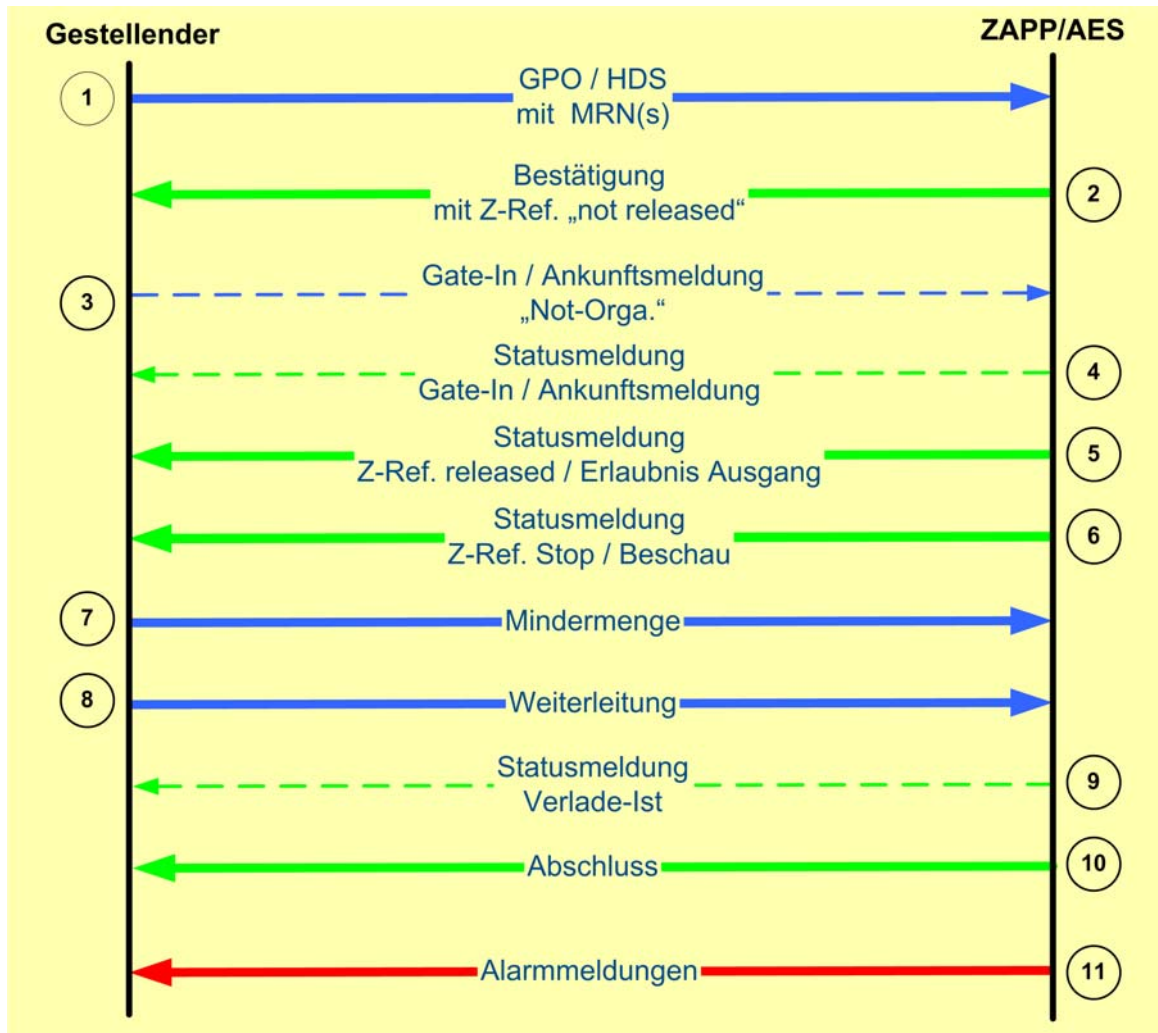 Gestellender
ZAPP/AES
1
GPO / HDS
mit MRN(s)
Bestätigung
mit Z-Ref. „not released“
2
3
Gate-In / Ankunftsmeldung
„Not-Orga.“
Statusmeldung
Gate-In / Ankunftsmeldung
4
Statusmeldung
Z-Ref. released / Erlaubnis Ausgang
5
Statusmeldung
Z-Ref. Stop / Beschau
6
7
Mindermenge
8
Weiterleitung
Statusmeldung
Verlade-Ist
9
Abschluss
10
Alarmmeldungen
11